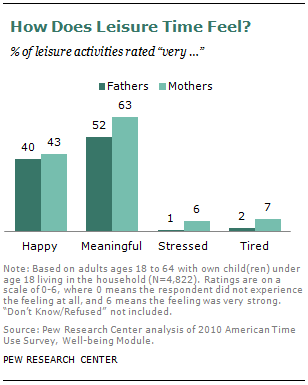 How Does Leisure Time Feel?
% of leisure activities rated "very ..."
Fathers Mothers
40 43 52 63 1 6 2 7
Happy Meaningful Stressed Tired
Note: Based on adults ages 18 to 64 with own child(ren) under
age 18 living in the household (N=4,822). Ratings are on a
scale of 0-6, where 0 means the respondent did not experience
the feeling at all, and 6 means the feeling was very strong.
"Don't Know/Refused" not included.
Source: Pew Research Center analysis of 2010 American Time
Use Survey, Well-being Module.
PEW RESEARCH CENTER